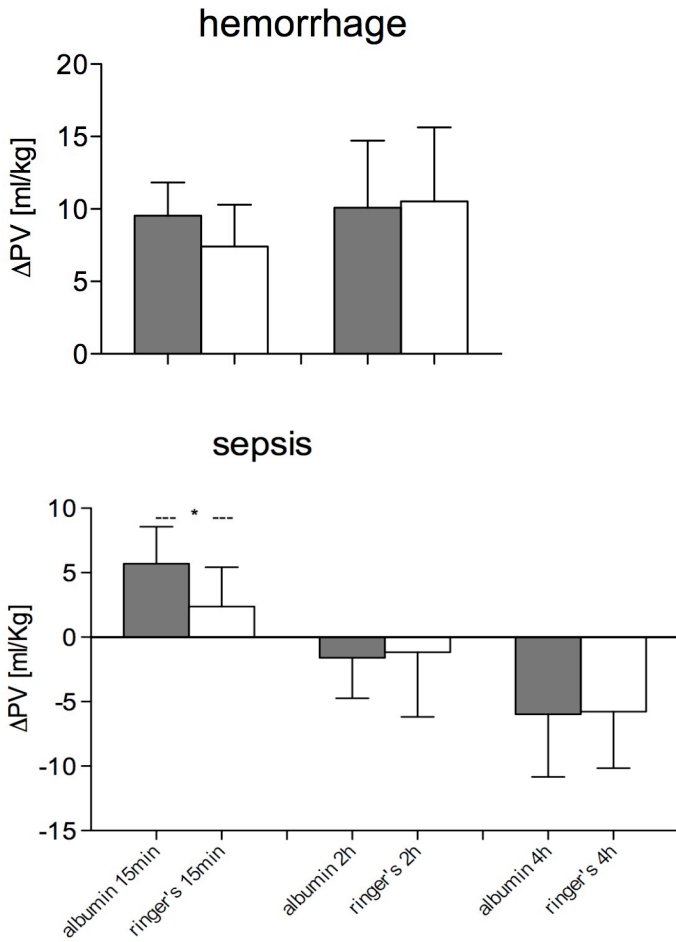 hemorrhage
20
15
10
5
0
ΔPV [ml/kg]
sepsis
10
5
0
-5
-10
-15
ΔPV [ml/Kg]
--- * ---
albumin 15min
ringer's 15min
albumin 2h
ringer's 2h
albumin 4h
ringer's 4h